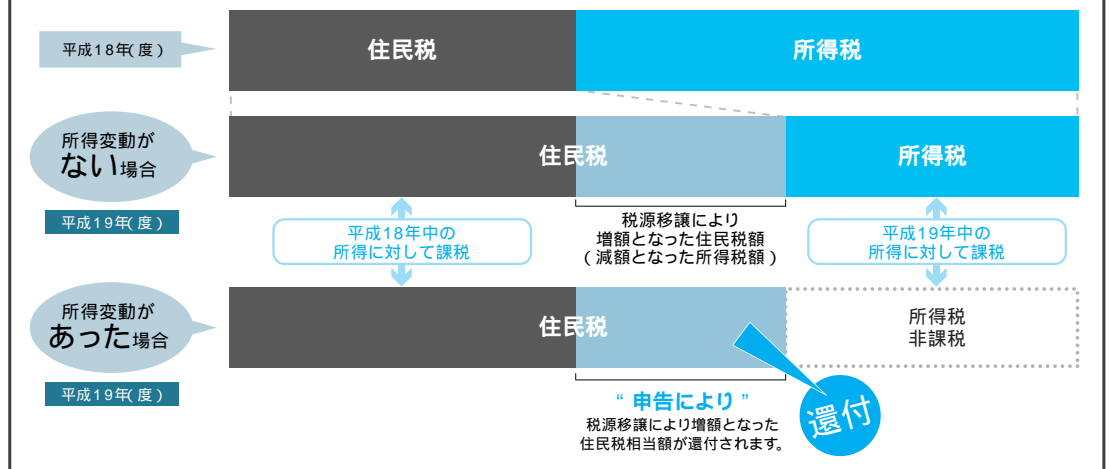 平成18年(度)
住民税
所得税
所得変動が
ない場合
平成19年(度)
住民税
所得税
平成18年中の
所得に対して課税
税源移譲により
増額となった住民税額
(減額となった所得税額)
平成19年中の
所得に対して課税
所得変動が
あった場合
平成19年(度)
住民税
所得税
非課税
“申告により”
税源移譲により増額となった
住民税相当額が還付されます。
還付